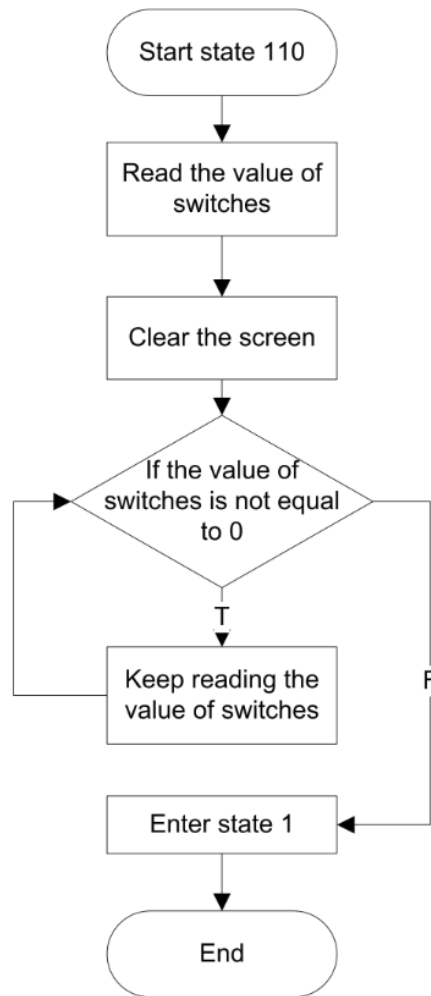 Start state 110
Read the value of
switches
Clear the screen
If the value of
switches is not equal
to 0
T
Keep reading the
value of switches
F
Enter state 1
End